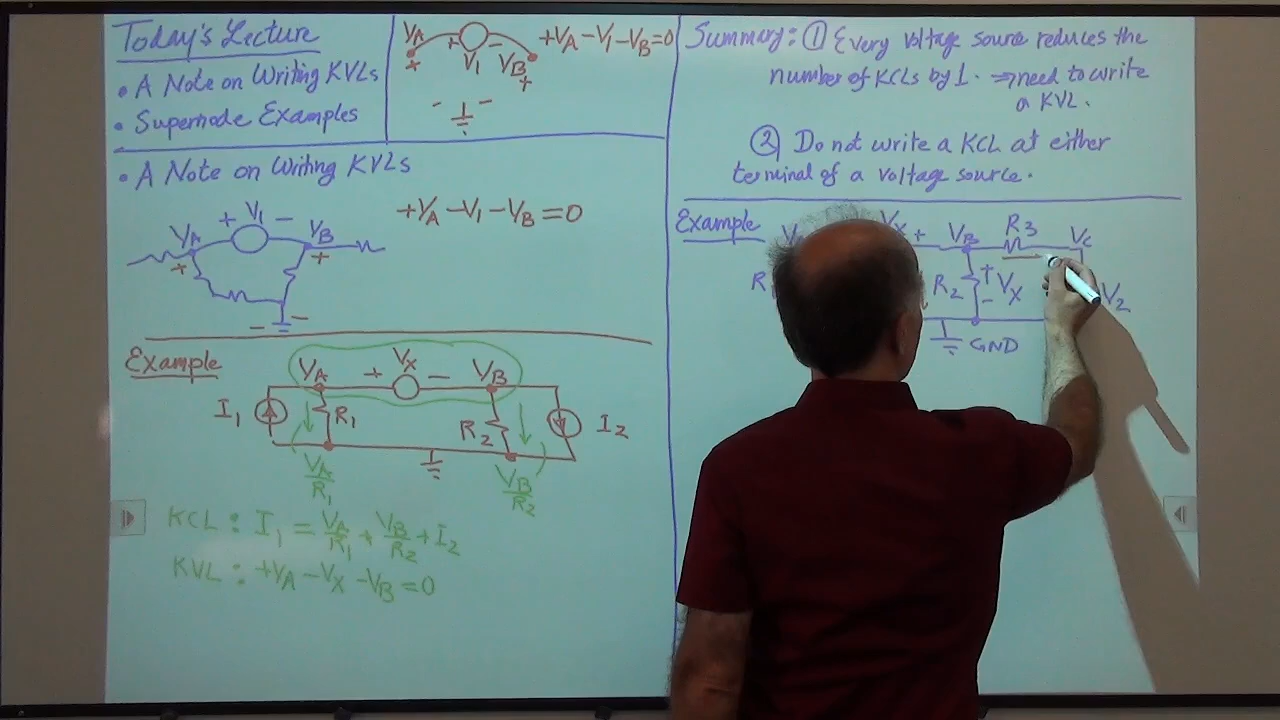 Today's Lecture
• A Note on Writing KVLs
• Supernode Examples
VA + - V1 VB + +VA -V1 -VB =0
+ - -
• A Note on Writing KVLs
VA + V1 - VB
+ +
- -
+VA -V1 -VB =0
Example
VA + VX - VB
I1 R1 R2 I2
VA/R1 VB/R2
KCL : I1 = VA/R1 + VB/R2 + I2
KVL : +VA -VX -VB =0
Summary: ① Every voltage source reduces the
number of KCLs by 1. ⇒ need to write
a KVL.
② Do not write a KCL at either
terminal of a voltage source.
Example
VX + VB R3 VC
R R2 + VX - V2
GND